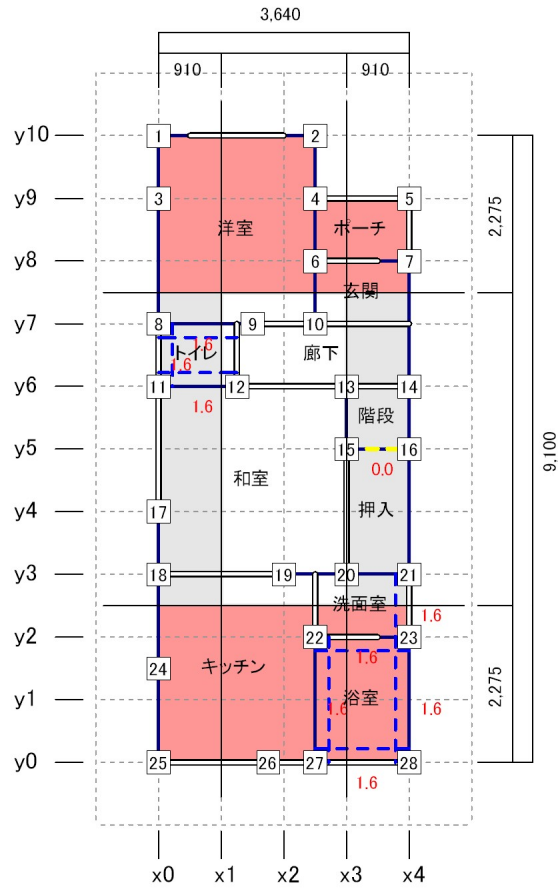 3,640
910 910
y10 1 2
y9 3 4 5
洋室 ポーチ
2,275
y8 6 7
玄関
y7 8 9 10
トイレ 1.6 廊下
1.6
y6 11 12 13 14
1.6
階段
y5 15 16
0.0
和室
9,100
y4 17 押入
y3 18 19 20 21
洗面室
1.6
y2 22 23
キッチン 1.6
24
浴室
y1 1.6 1.6
2,275
y0 25 26 27 28
1.6
x0 x1 x2 x3 x4